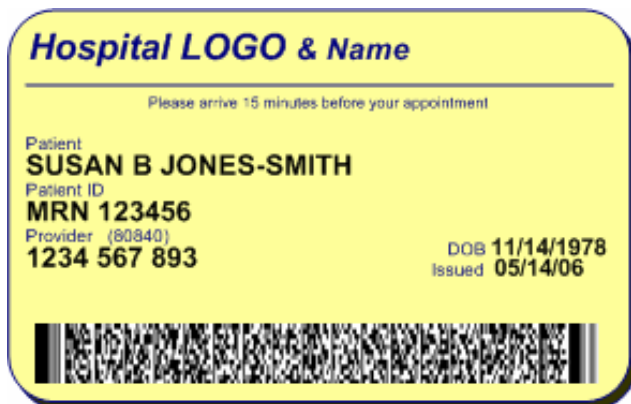 Hospital LOGO & Name
Please arrive 15 minutes before your appointment
Patient
SUSAN B JONES-SMITH
Patient ID
MRN 123456
Provider (80840)
1234 567 893
DOB 11/14/1978
Issued 05/14/06